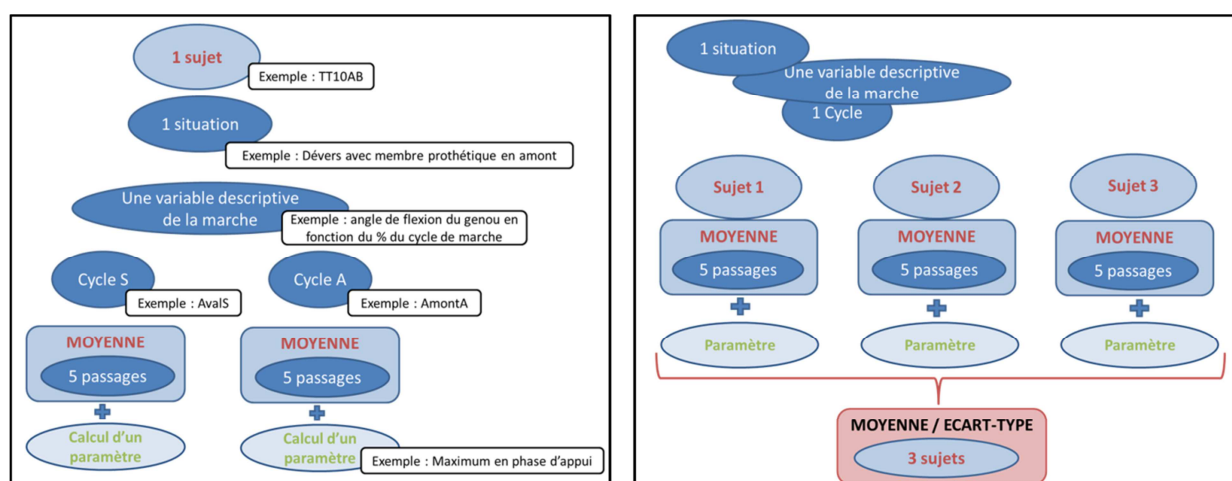 1 sujet
Exemple : TT10AB
1 situation
Exemple : Dévers avec membre prothétique en amont
Une variable descriptive
de la marche
Exemple : angle de flexion du genou en
fonction du % du cycle de marche
Cycle S
Exemple : AvalS
Cycle A
Exemple : AmontA
MOYENNE
5 passages
Calcul d'un
paramètre
MOYENNE
5 passages
Calcul d'un
paramètre
Exemple : Maximum en phase d'appui
1 situation
Une variable descriptive
de la marche
1 Cycle
Sujet 1
MOYENNE
5 passages
Paramètre
Sujet 2
MOYENNE
5 passages
Paramètre
Sujet 3
MOYENNE
5 passages
Paramètre
MOYENNE / ECART-TYPE
3 sujets